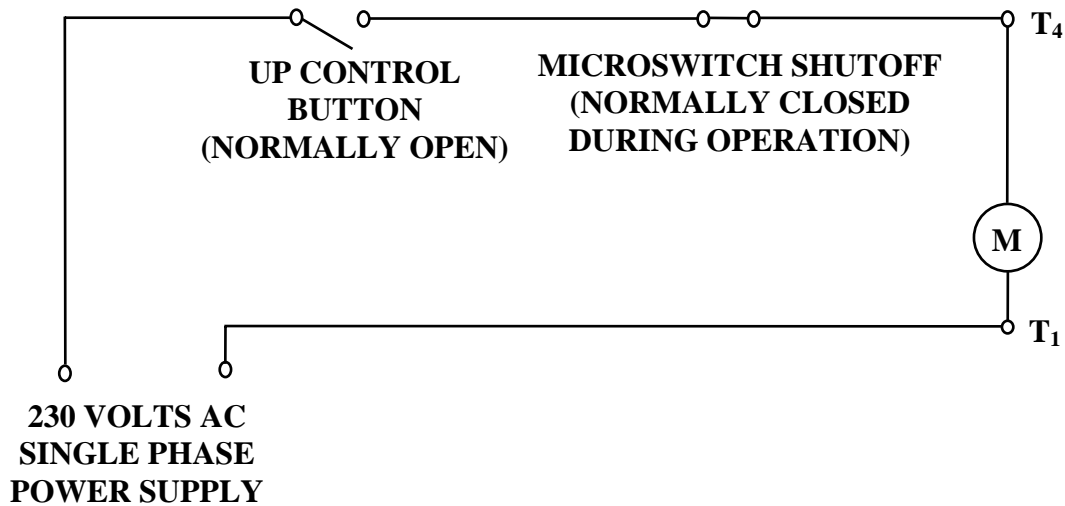 T₄
UP CONTROL
BUTTON
(NORMALLY OPEN)
MICROSWITCH SHUTOFF
(NORMALLY CLOSED
DURING OPERATION)
M
T₁
230 VOLTS AC
SINGLE PHASE
POWER SUPPLY